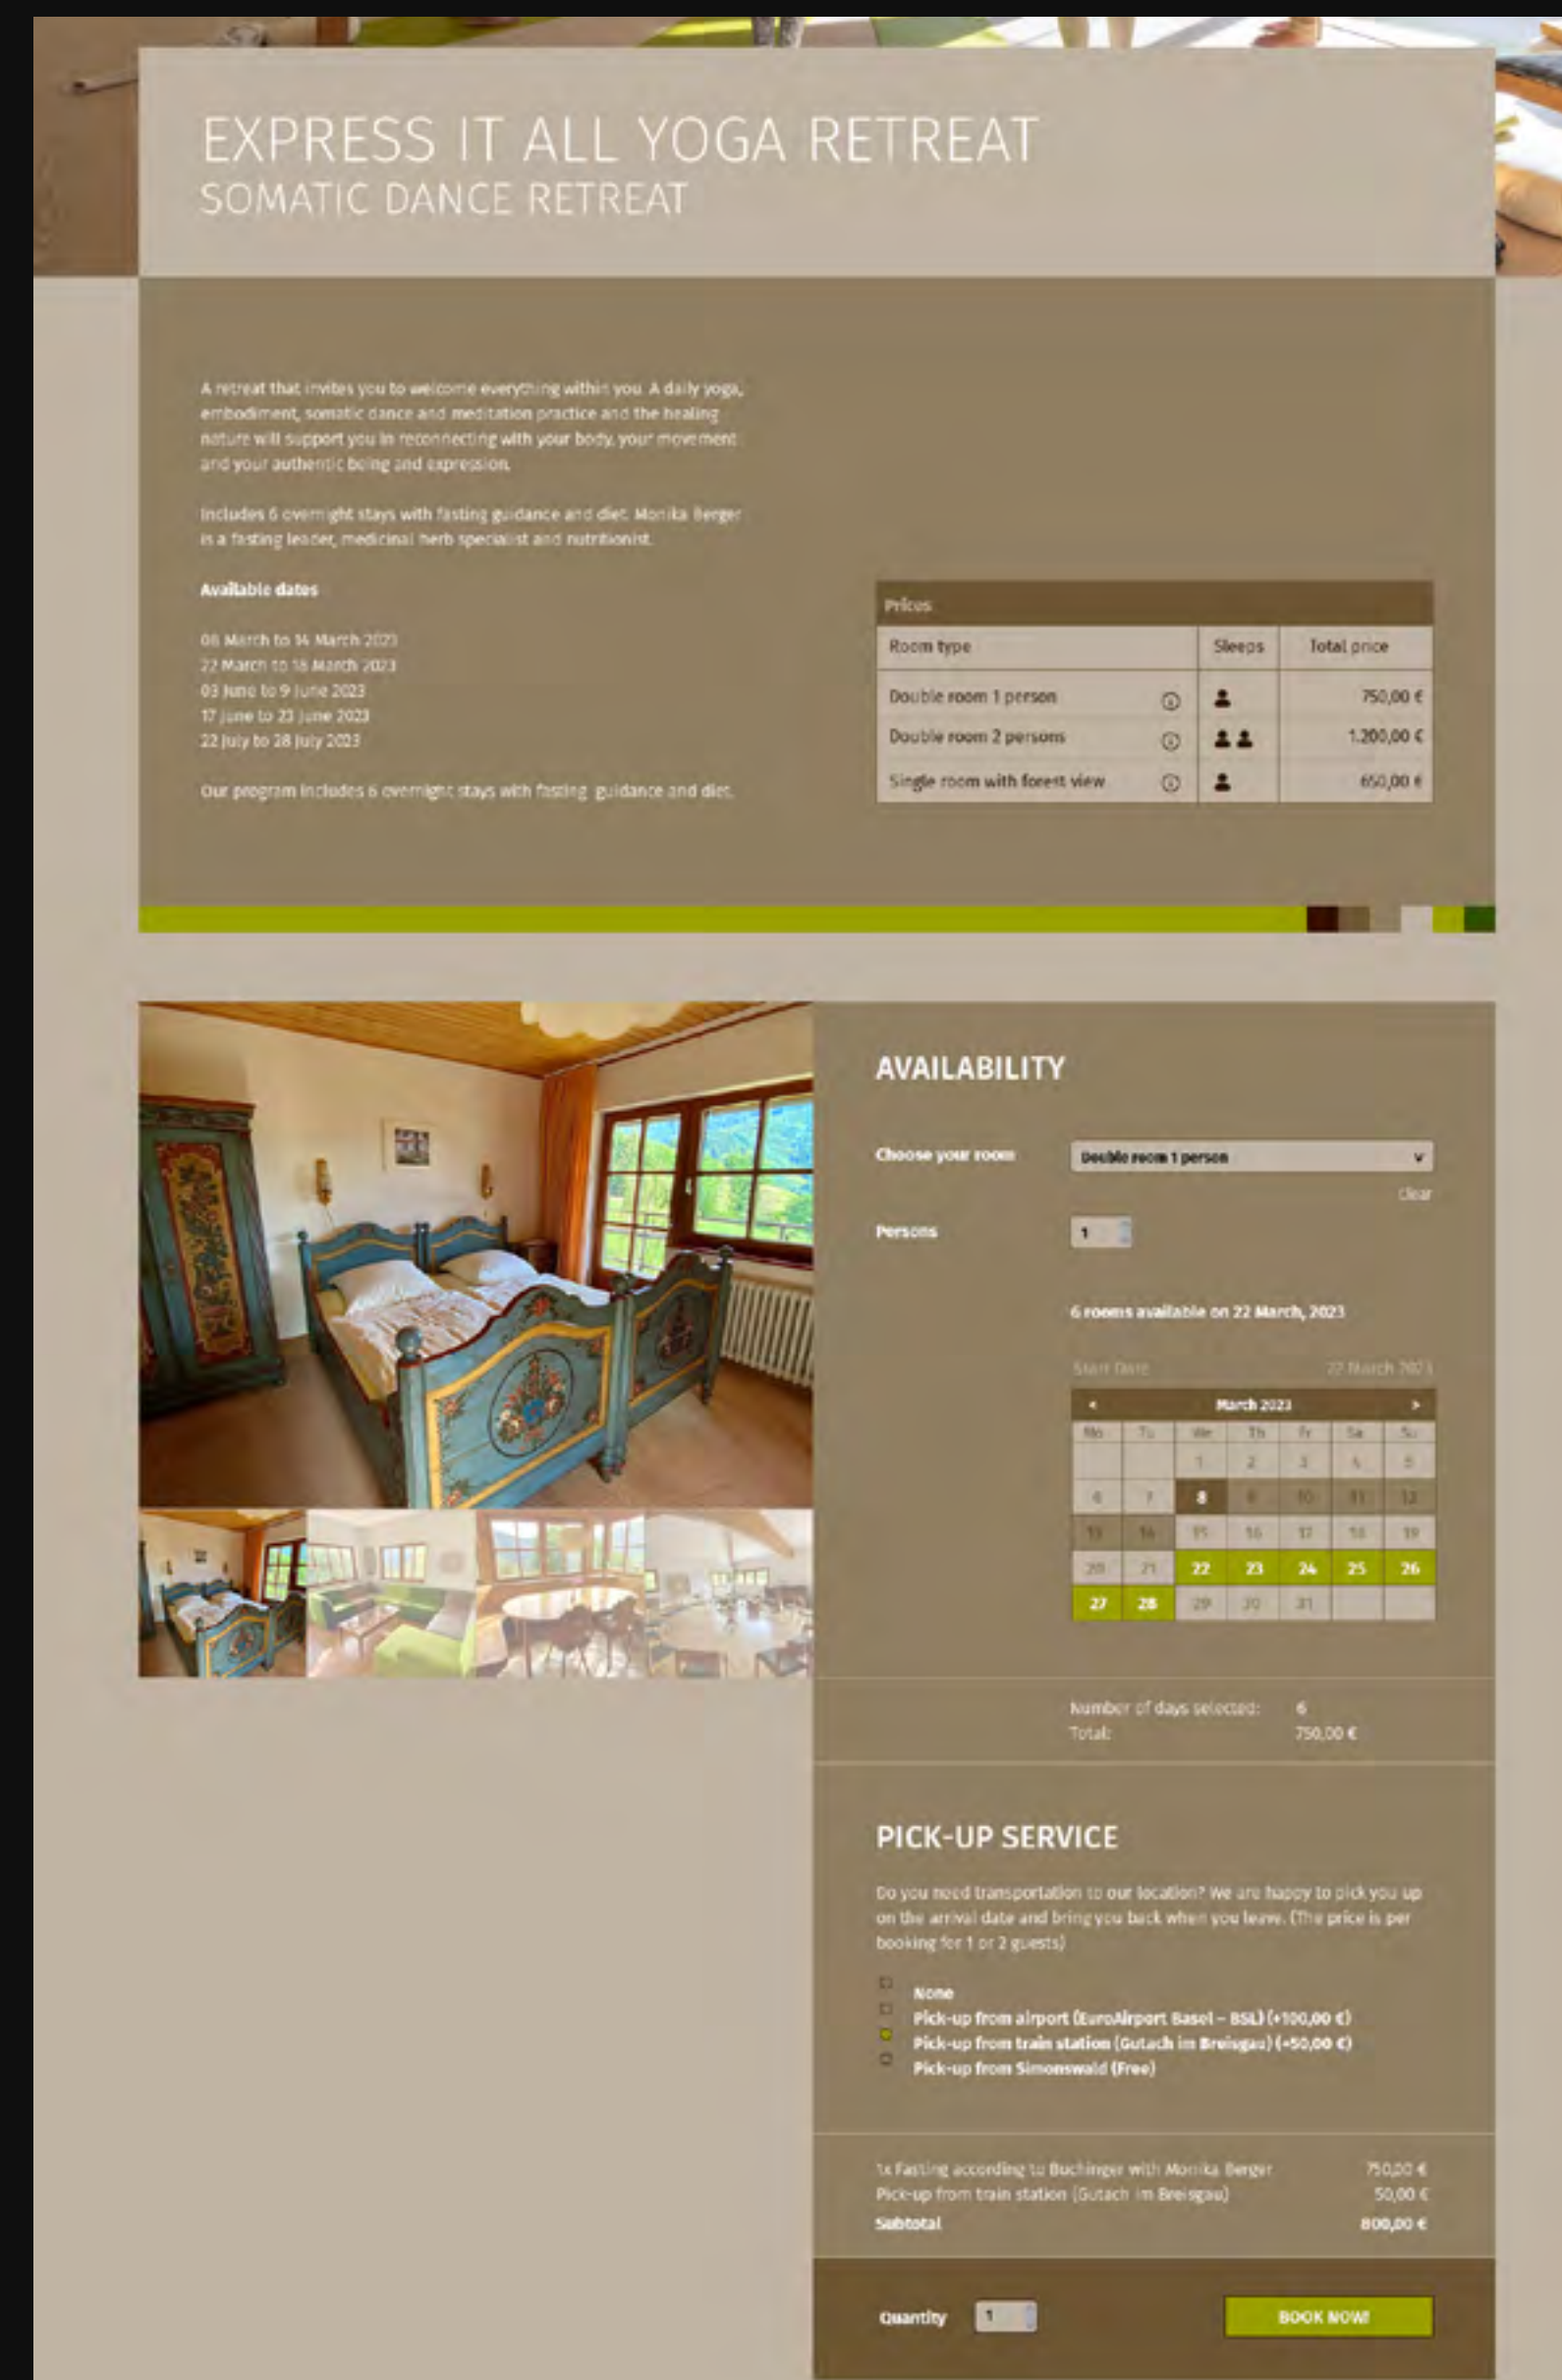 EXPRESS IT ALL YOGA RETREAT
SOMATIC DANCE RETREAT
A retreat that invites you to welcome everything within you. A daily yoga,
embodiment, somatic dance and meditation practice and the healing
nature will support you in reconnecting with your body, your movement
and your authentic being and expression.
Includes 6 overnight stays with fasting guidance and diet. Monika Berger
is a fasting leader, medicinal herb specialist and nutritionist.
Available dates
08 March to 14 March 2023
22 March to 18 March 2023
03 June to 9 June 2023
17 June to 23 June 2023
22 July to 28 July 2023
Our program includes 6 overnight stays with fasting guidance and diet.
Prices
Room type Sleeps Total price
Double room 1 person 750,00 €
Double room 2 persons 1.200,00 €
Single room with forest view 650,00 €
AVAILABILITY
Choose your room Double room 1 person v
Clear
Persons 1
6 rooms available on 22 March, 2023
Start Date 22 March 2023
< March 2023 >
Mo Tu We Th Fr Sa Su
1 2 3 4 5
6 7 8 9 10 11 12
13 14 15 16 17 18 19
20 21 22 23 24 25 26
27 28 29 30 31
Number of days selected: 6
Total: 750,00 €
PICK-UP SERVICE
Do you need transportation to our location? We are happy to pick you up
on the arrival date and bring you back when you leave. (The price is per
booking for 1 or 2 guests)
None
Pick-up from airport (EuroAirport Basel – BSL) (+100,00 €)
Pick-up from train station (Gutach im Breisgau) (+50,00 €)
Pick-up from Simonswald (Free)
1x Fasting according to Buchinger with Monika Berger 750,00 €
Pick-up from train station (Gutach im Breisgau) 50,00 €
Subtotal 800,00 €
Quantity 1 BOOK NOW!